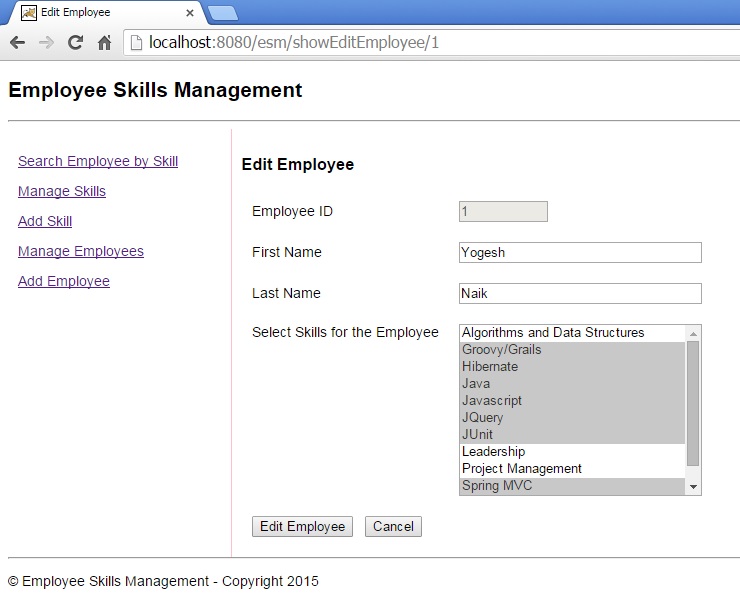 Edit Employee
localhost:8080/esm/showEditEmployee/1
Employee Skills Management
Search Employee by Skill
Manage Skills
Add Skill
Manage Employees
Add Employee
Edit Employee
Employee ID 1
First Name Yogesh
Last Name Naik
Select Skills for the Employee Algorithms and Data Structures
Groovy/Grails
Hibernate
Java
Javascript
JQuery
JUnit
Leadership
Project Management
Spring MVC
Edit Employee Cancel
© Employee Skills Management - Copyright 2015